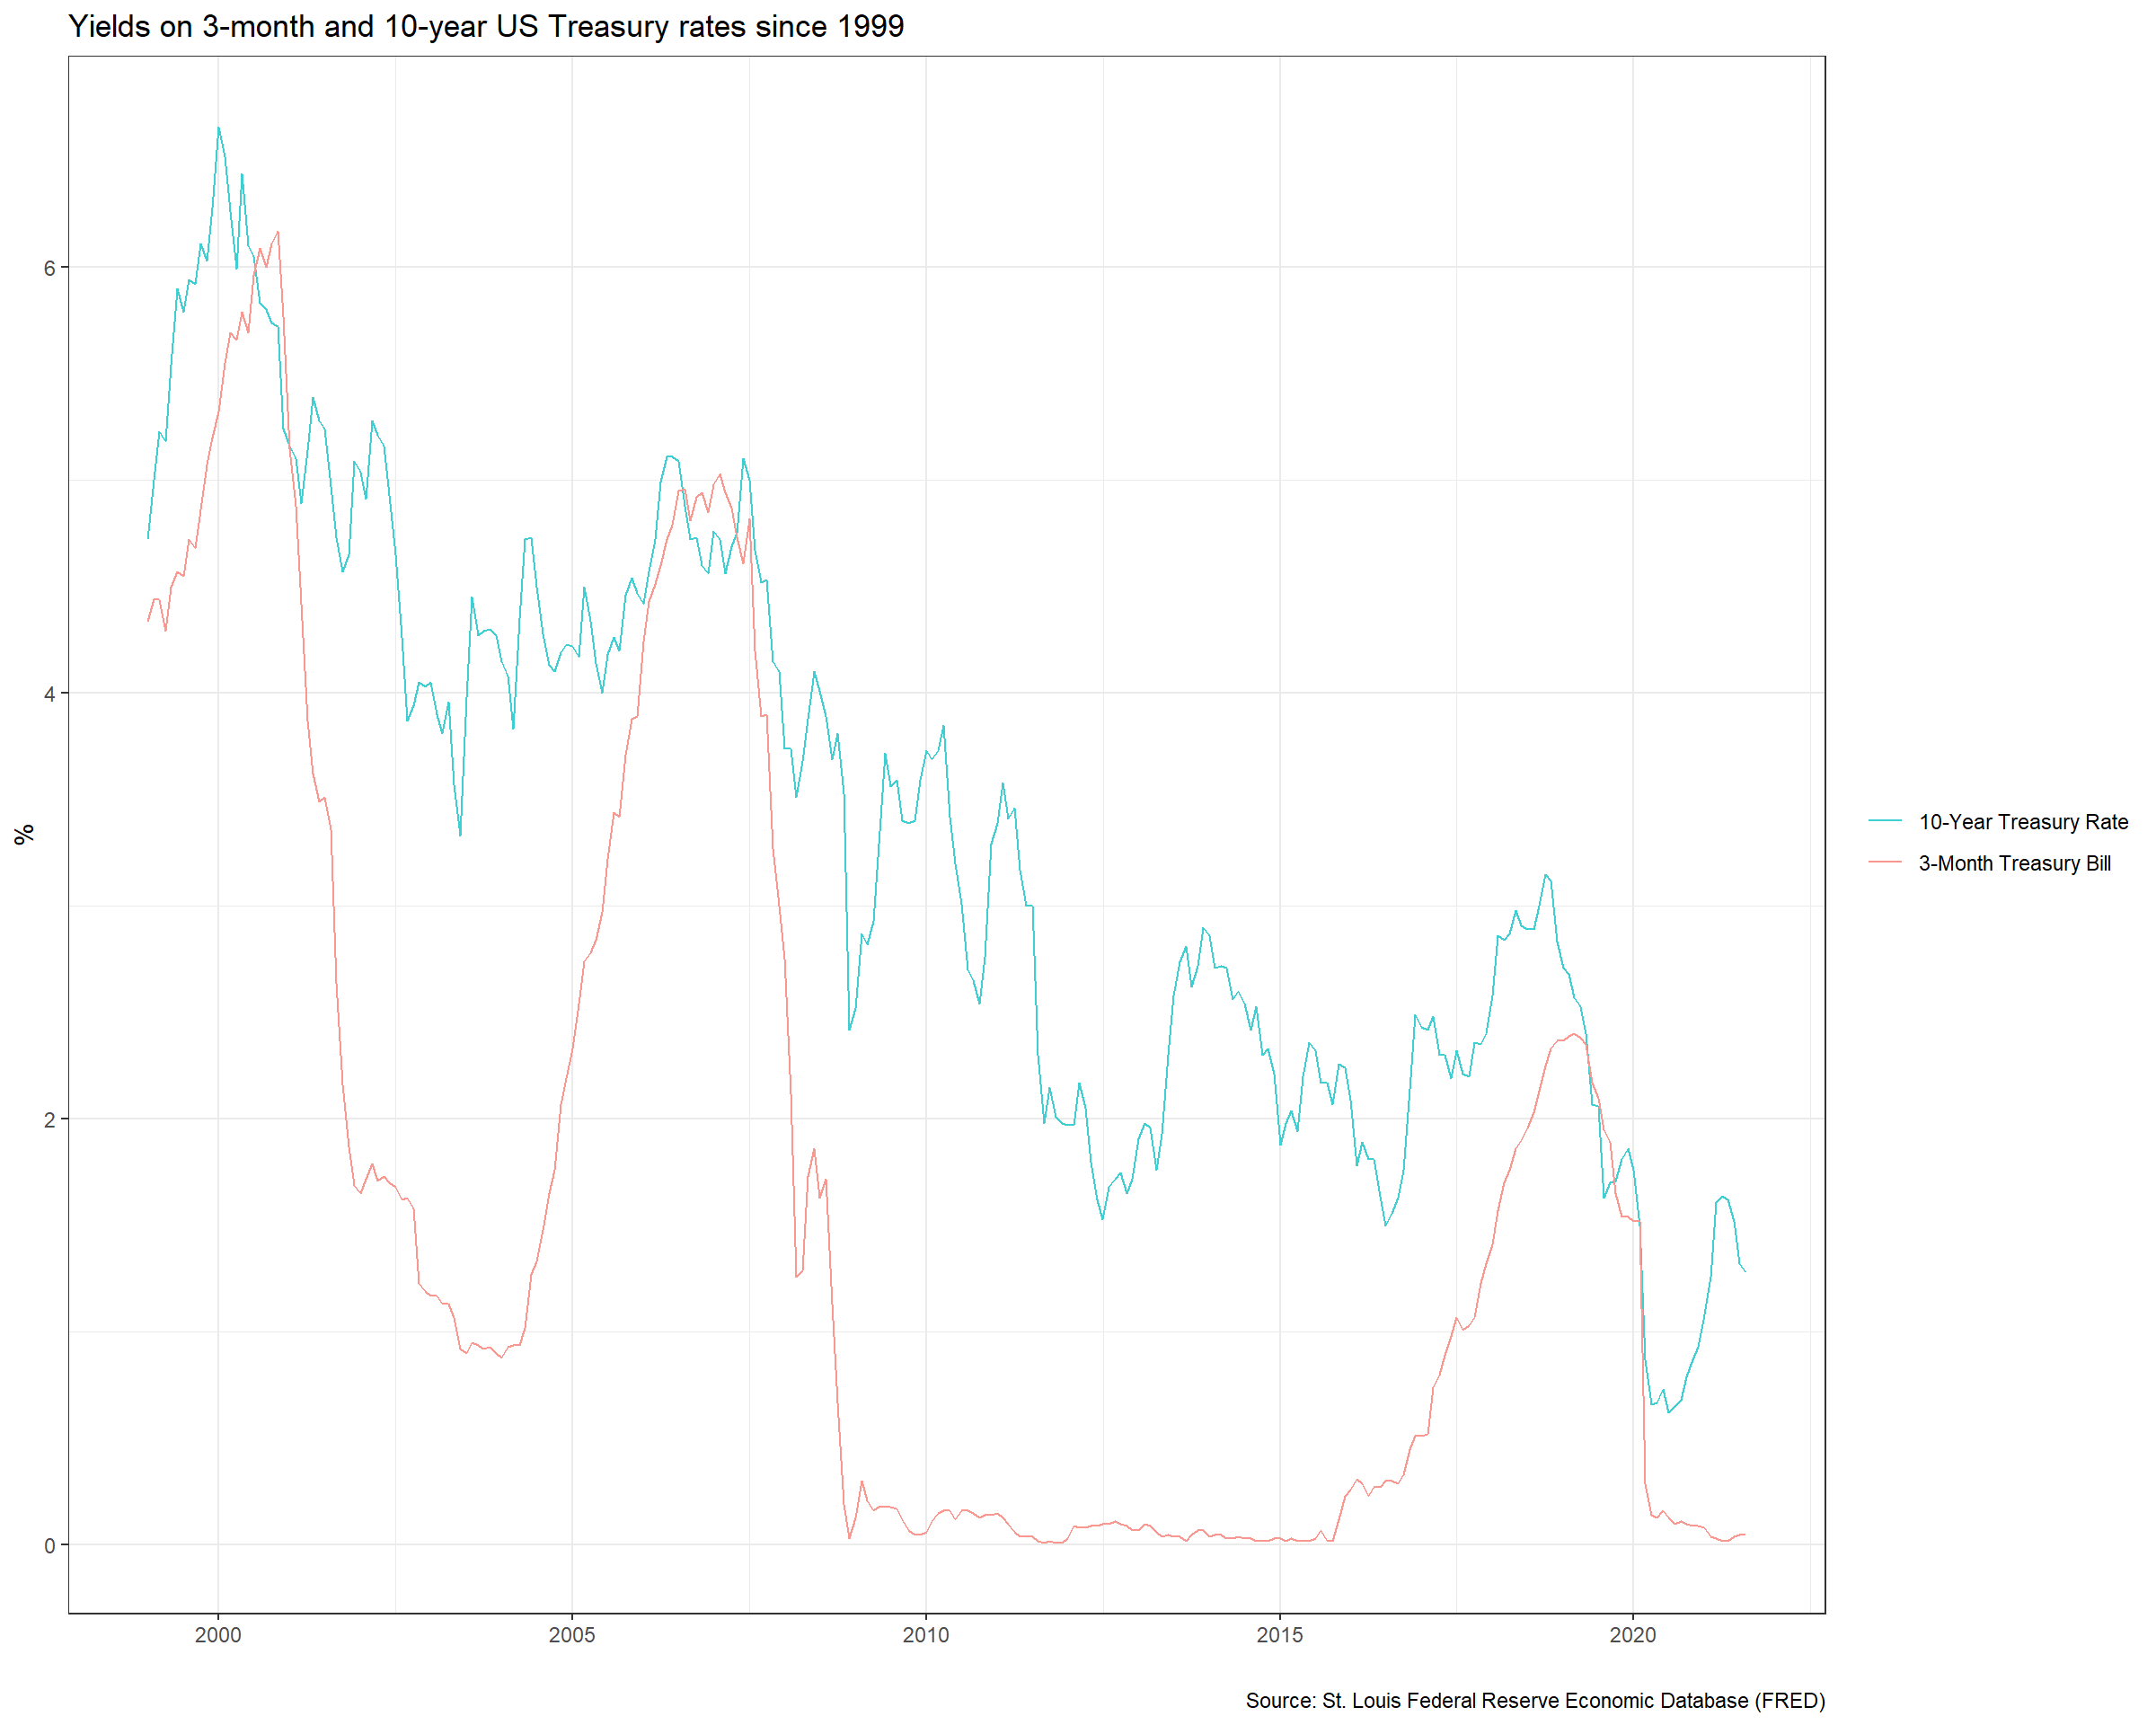 Yields on 3-month and 10-year US Treasury rates since 1999
6
4
2
0
%
2000 2005 2010 2015 2020
10-Year Treasury Rate
3-Month Treasury Bill
Source: St. Louis Federal Reserve Economic Database (FRED)